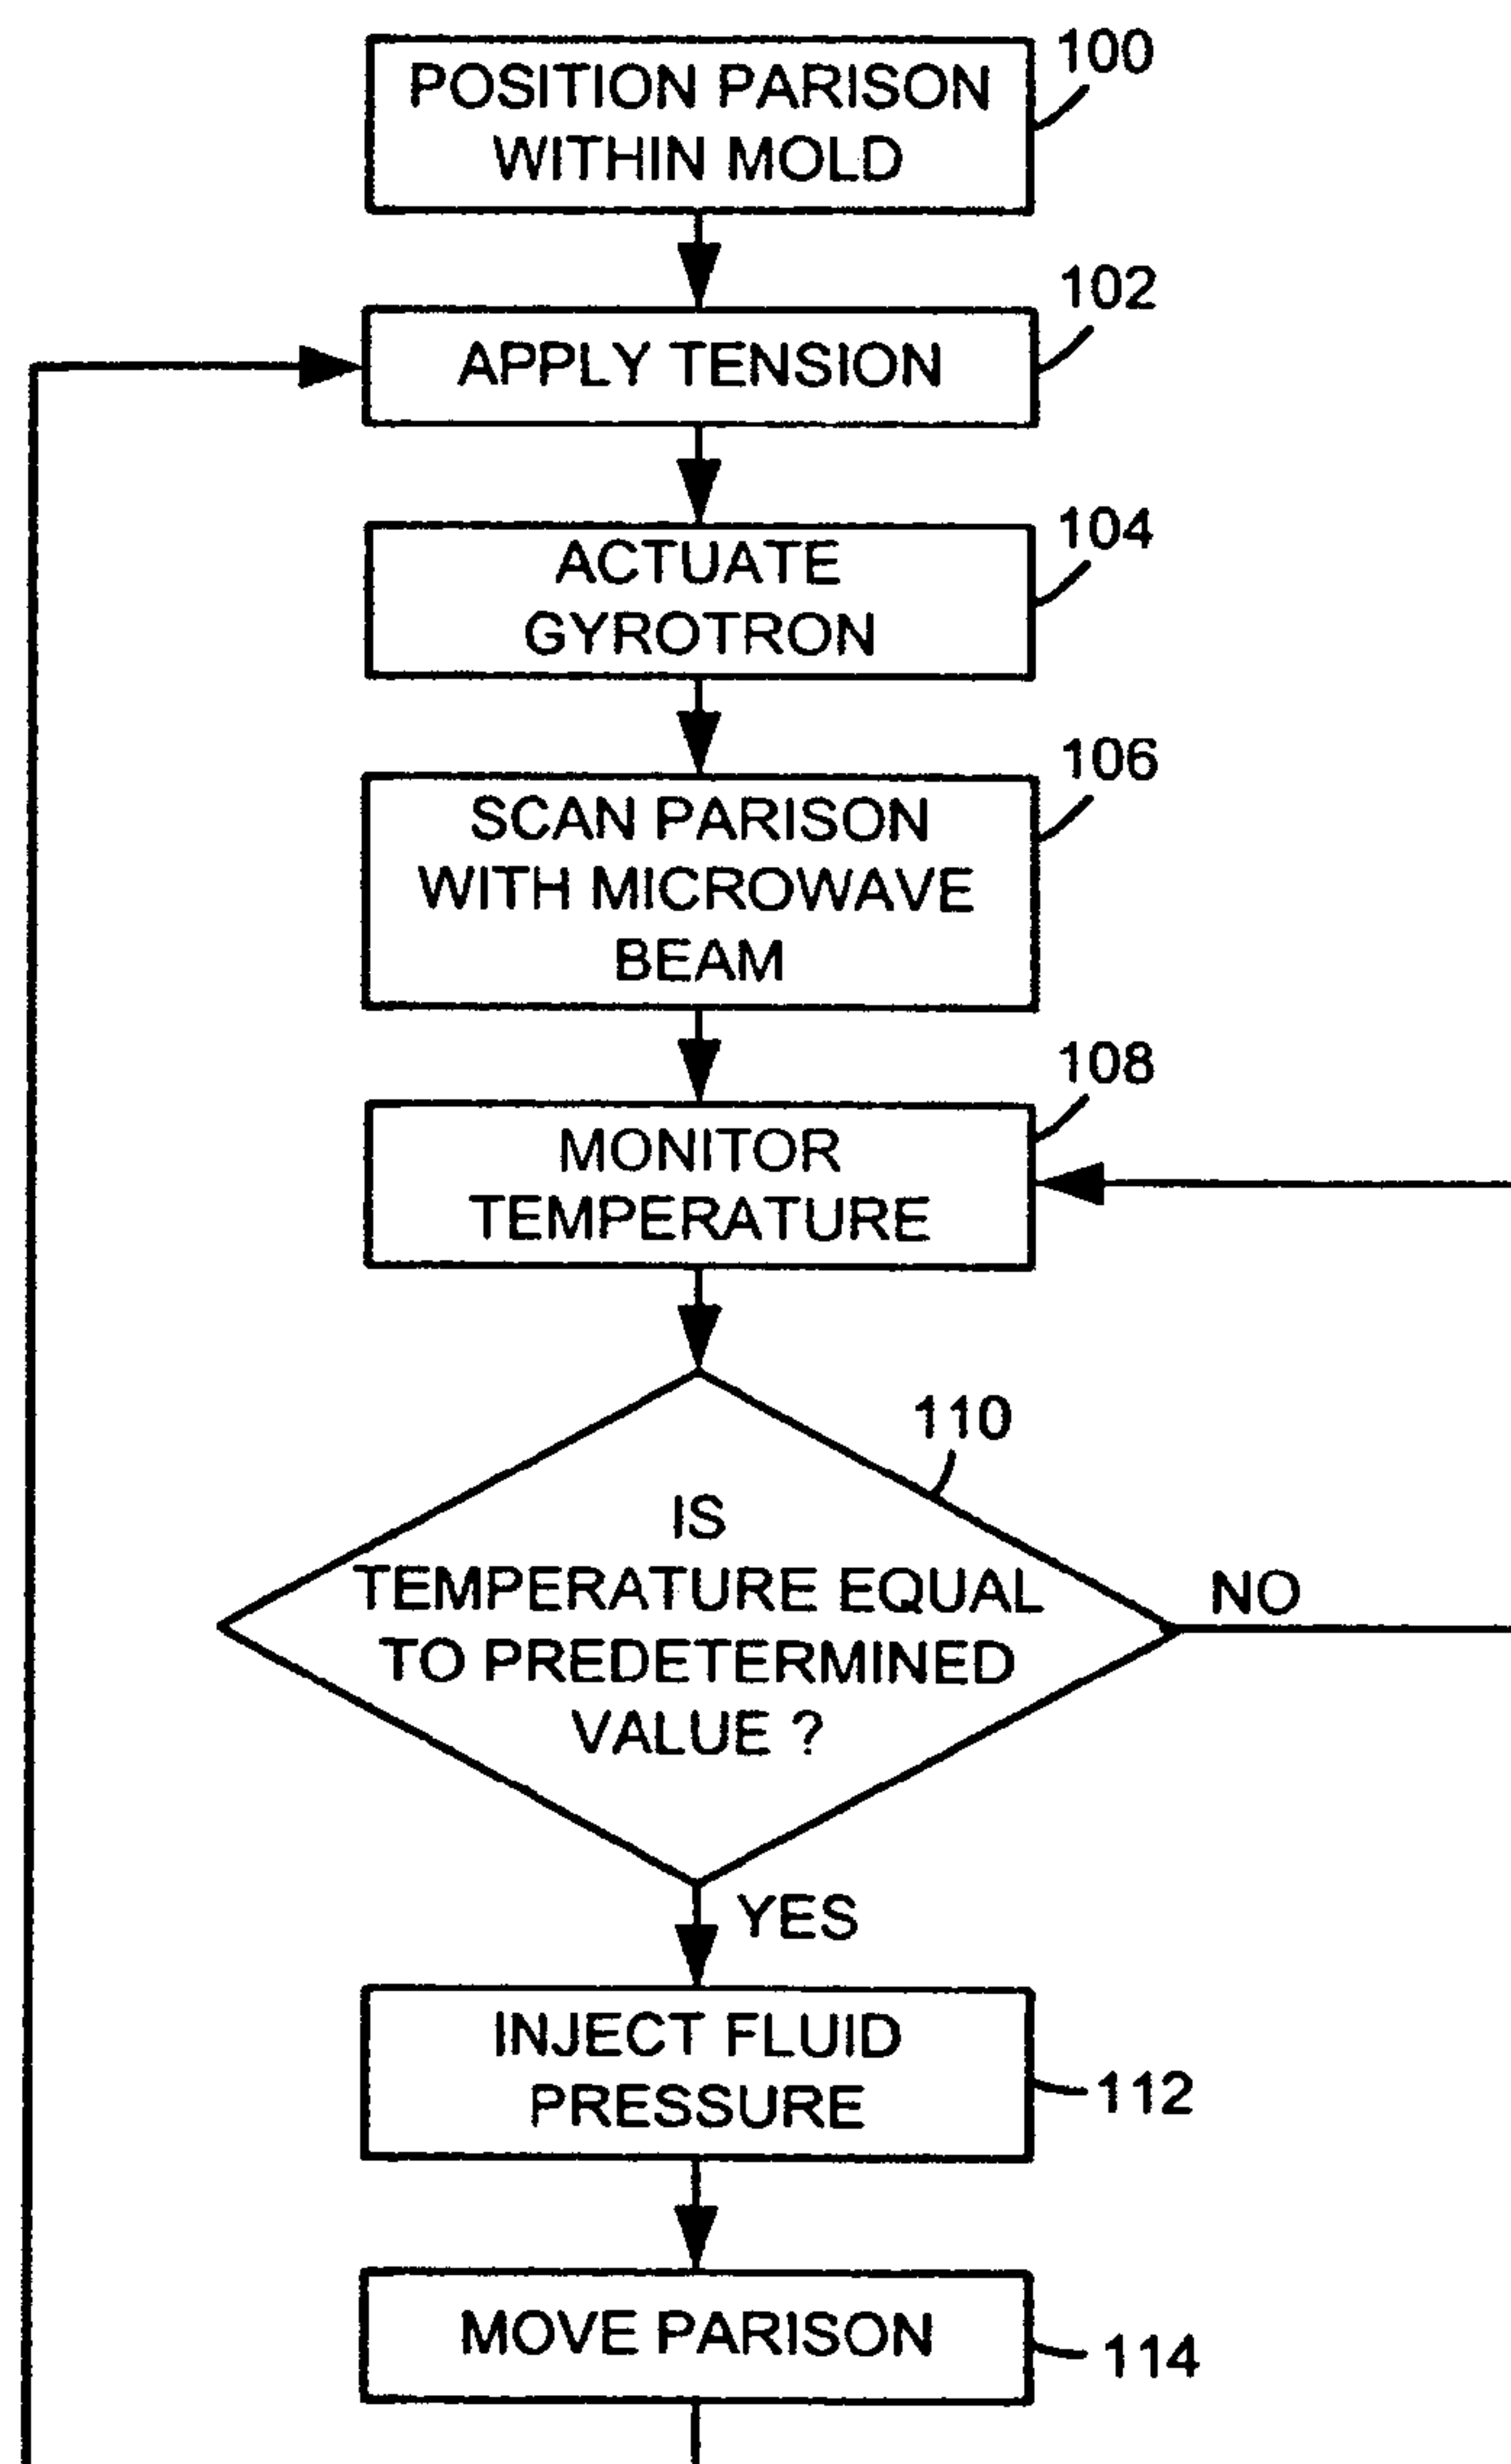 POSITION PARISON
WITHIN MOLD
100
APPLY TENSION
102
ACTUATE
GYROTRON
104
SCAN PARISON
WITH MICROWAVE
BEAM
106
MONITOR
TEMPERATURE
108
110
IS
TEMPERATURE EQUAL
TO PREDETERMINED
VALUE ?
NO
YES
INJECT FLUID
PRESSURE
112
MOVE PARISON
114